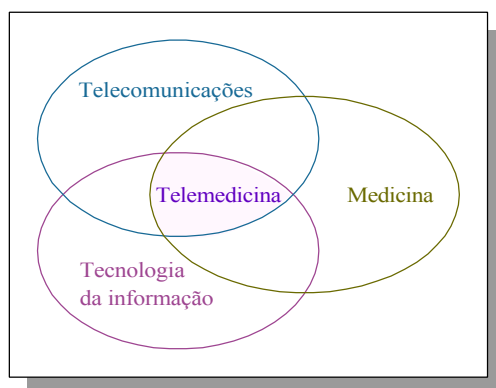 Telecomunicações
Telemedicina
Medicina
Tecnologia
da informação